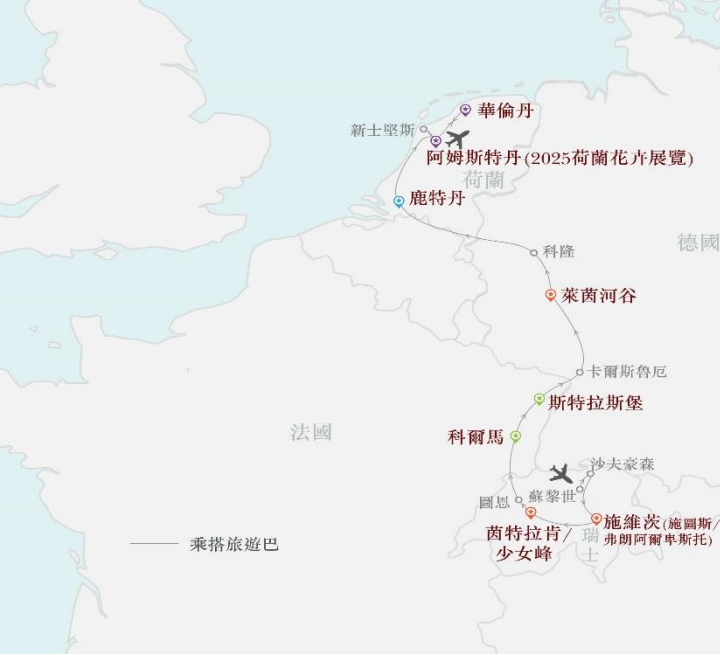 華倫丹
新士堅斯
阿姆斯特丹(2025荷蘭花卉展覽)
荷蘭
鹿特丹
德國
科隆
萊茵河谷
卡爾斯魯厄
斯特拉斯堡
法國
科爾馬
沙夫豪森
蘇黎世
圖恩
施維茨(施圖斯/
弗朗阿爾卑斯托)
茵特拉肯/
少女峰
瑞士
乘搭旅遊巴